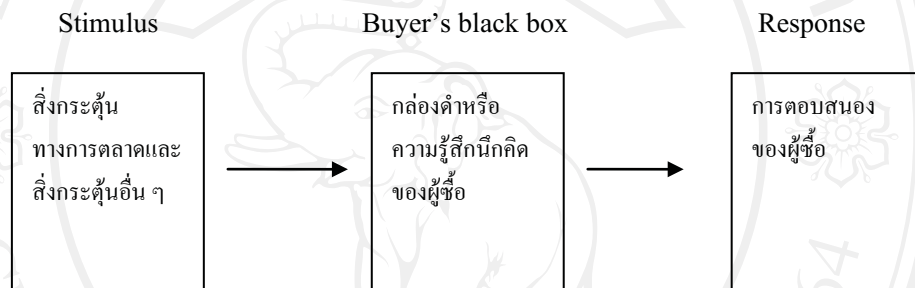 Stimulus
Buyer’s black box
Response
สิ่งกระตุ้น
ทางการตลาดและ
สิ่งกระตุ้นอื่น ๆ
กล่องดำหรือ
ความรู้สึกนึกคิด
ของผู้ซื้อ
การตอบสนอง
ของผู้ซื้อ
64